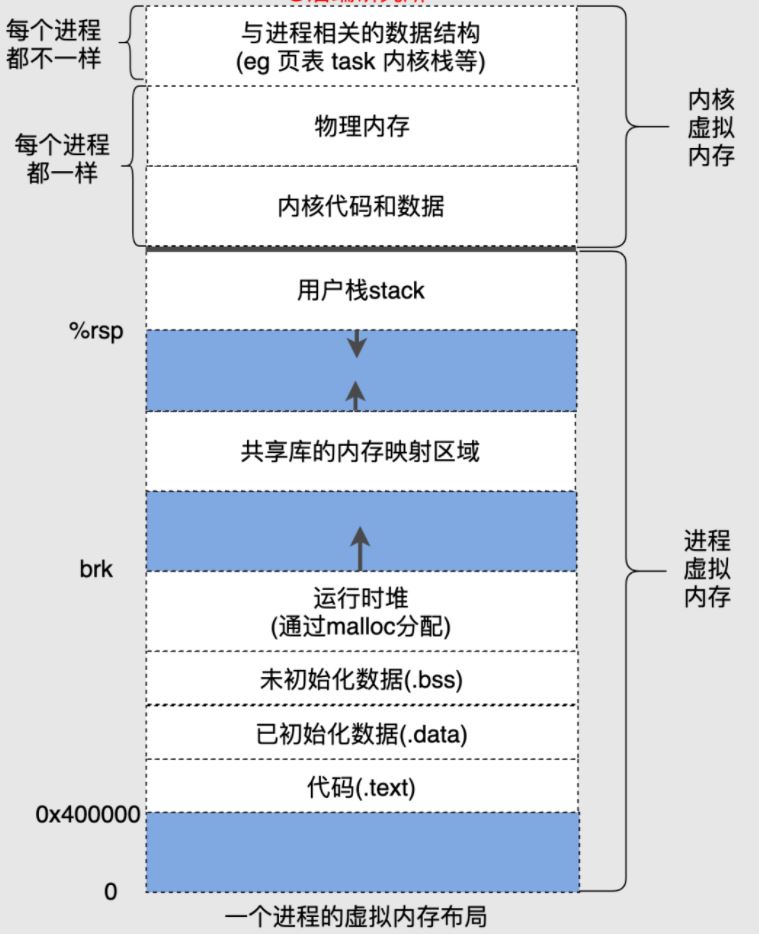 每个进程
都不一样
与进程相关的数据结构
(eg 页表 task 内核栈等)
物理内存
每个进程
都一样
内核代码和数据
内核
虚拟
内存
用户栈stack
%rsp
共享库的内存映射区域
brk
运行时堆
(通过malloc分配)
未初始化数据(.bss)
已初始化数据(.data)
代码(.text)
0x400000
0
进程
虚拟
内存
一个进程的虚拟内存布局